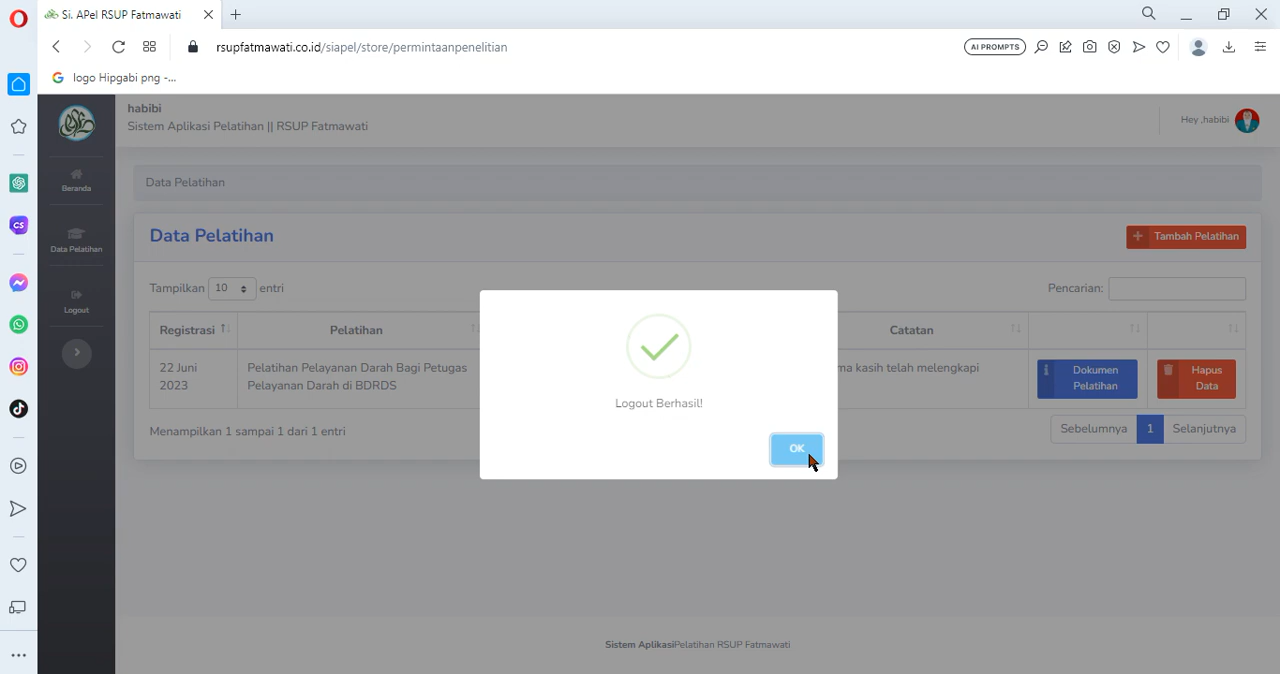 Si. APel RSUP Fatmawati
rsupfatmawati.co.id/siapel/store/permintaanpenelitian
AI PROMPTS
logo Hipgabi png -...
habibi
Sistem Aplikasi Pelatihan || RSUP Fatmawati
Hey ,habibi
Beranda
Data Pelatihan
Logout
Data Pelatihan
Data Pelatihan
Tambah Pelatihan
Tampilkan 10 entri
Pencarian:
Registrasi Pelatihan Catatan
22 Juni 2023
Pelatihan Pelayanan Darah Bagi Petugas
Pelayanan Darah di BDRDS
kasih telah melengkapi
Dokumen
Pelatihan
Hapus
Data
Menampilkan 1 sampai 1 dari 1 entri
Sebelumnya 1 Selanjutnya
Logout Berhasil!
OK
Sistem AplikasiPelatihan RSUP Fatmawati
CS